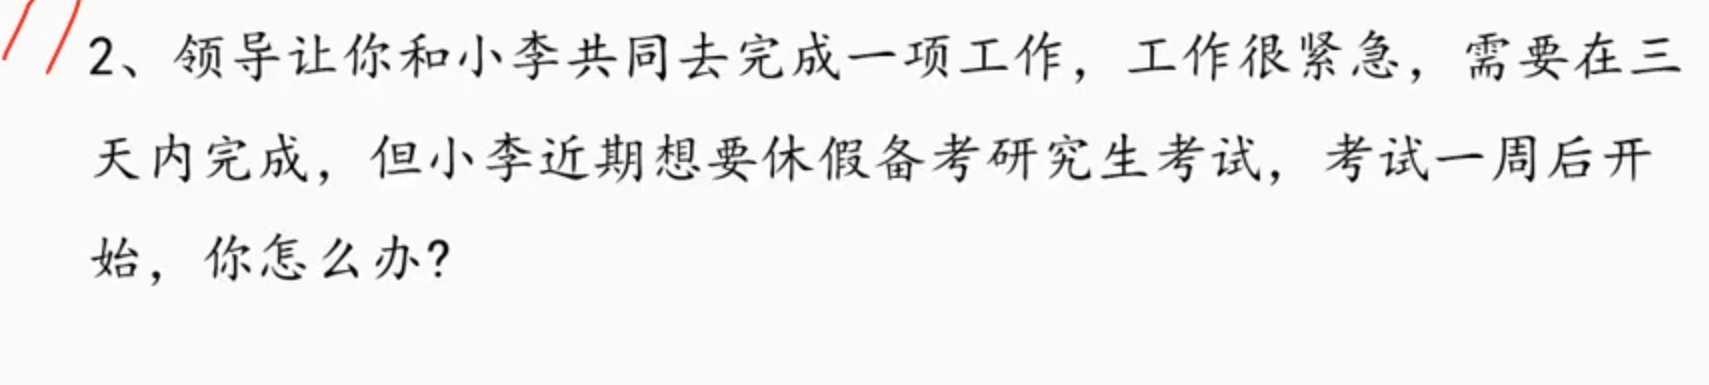 2、领导让你和小李共同去完成一项工作，工作很紧急，需要在三
天内完成，但小李近期想要休假备考研究生考试，考试一周后开
始，你怎么办?